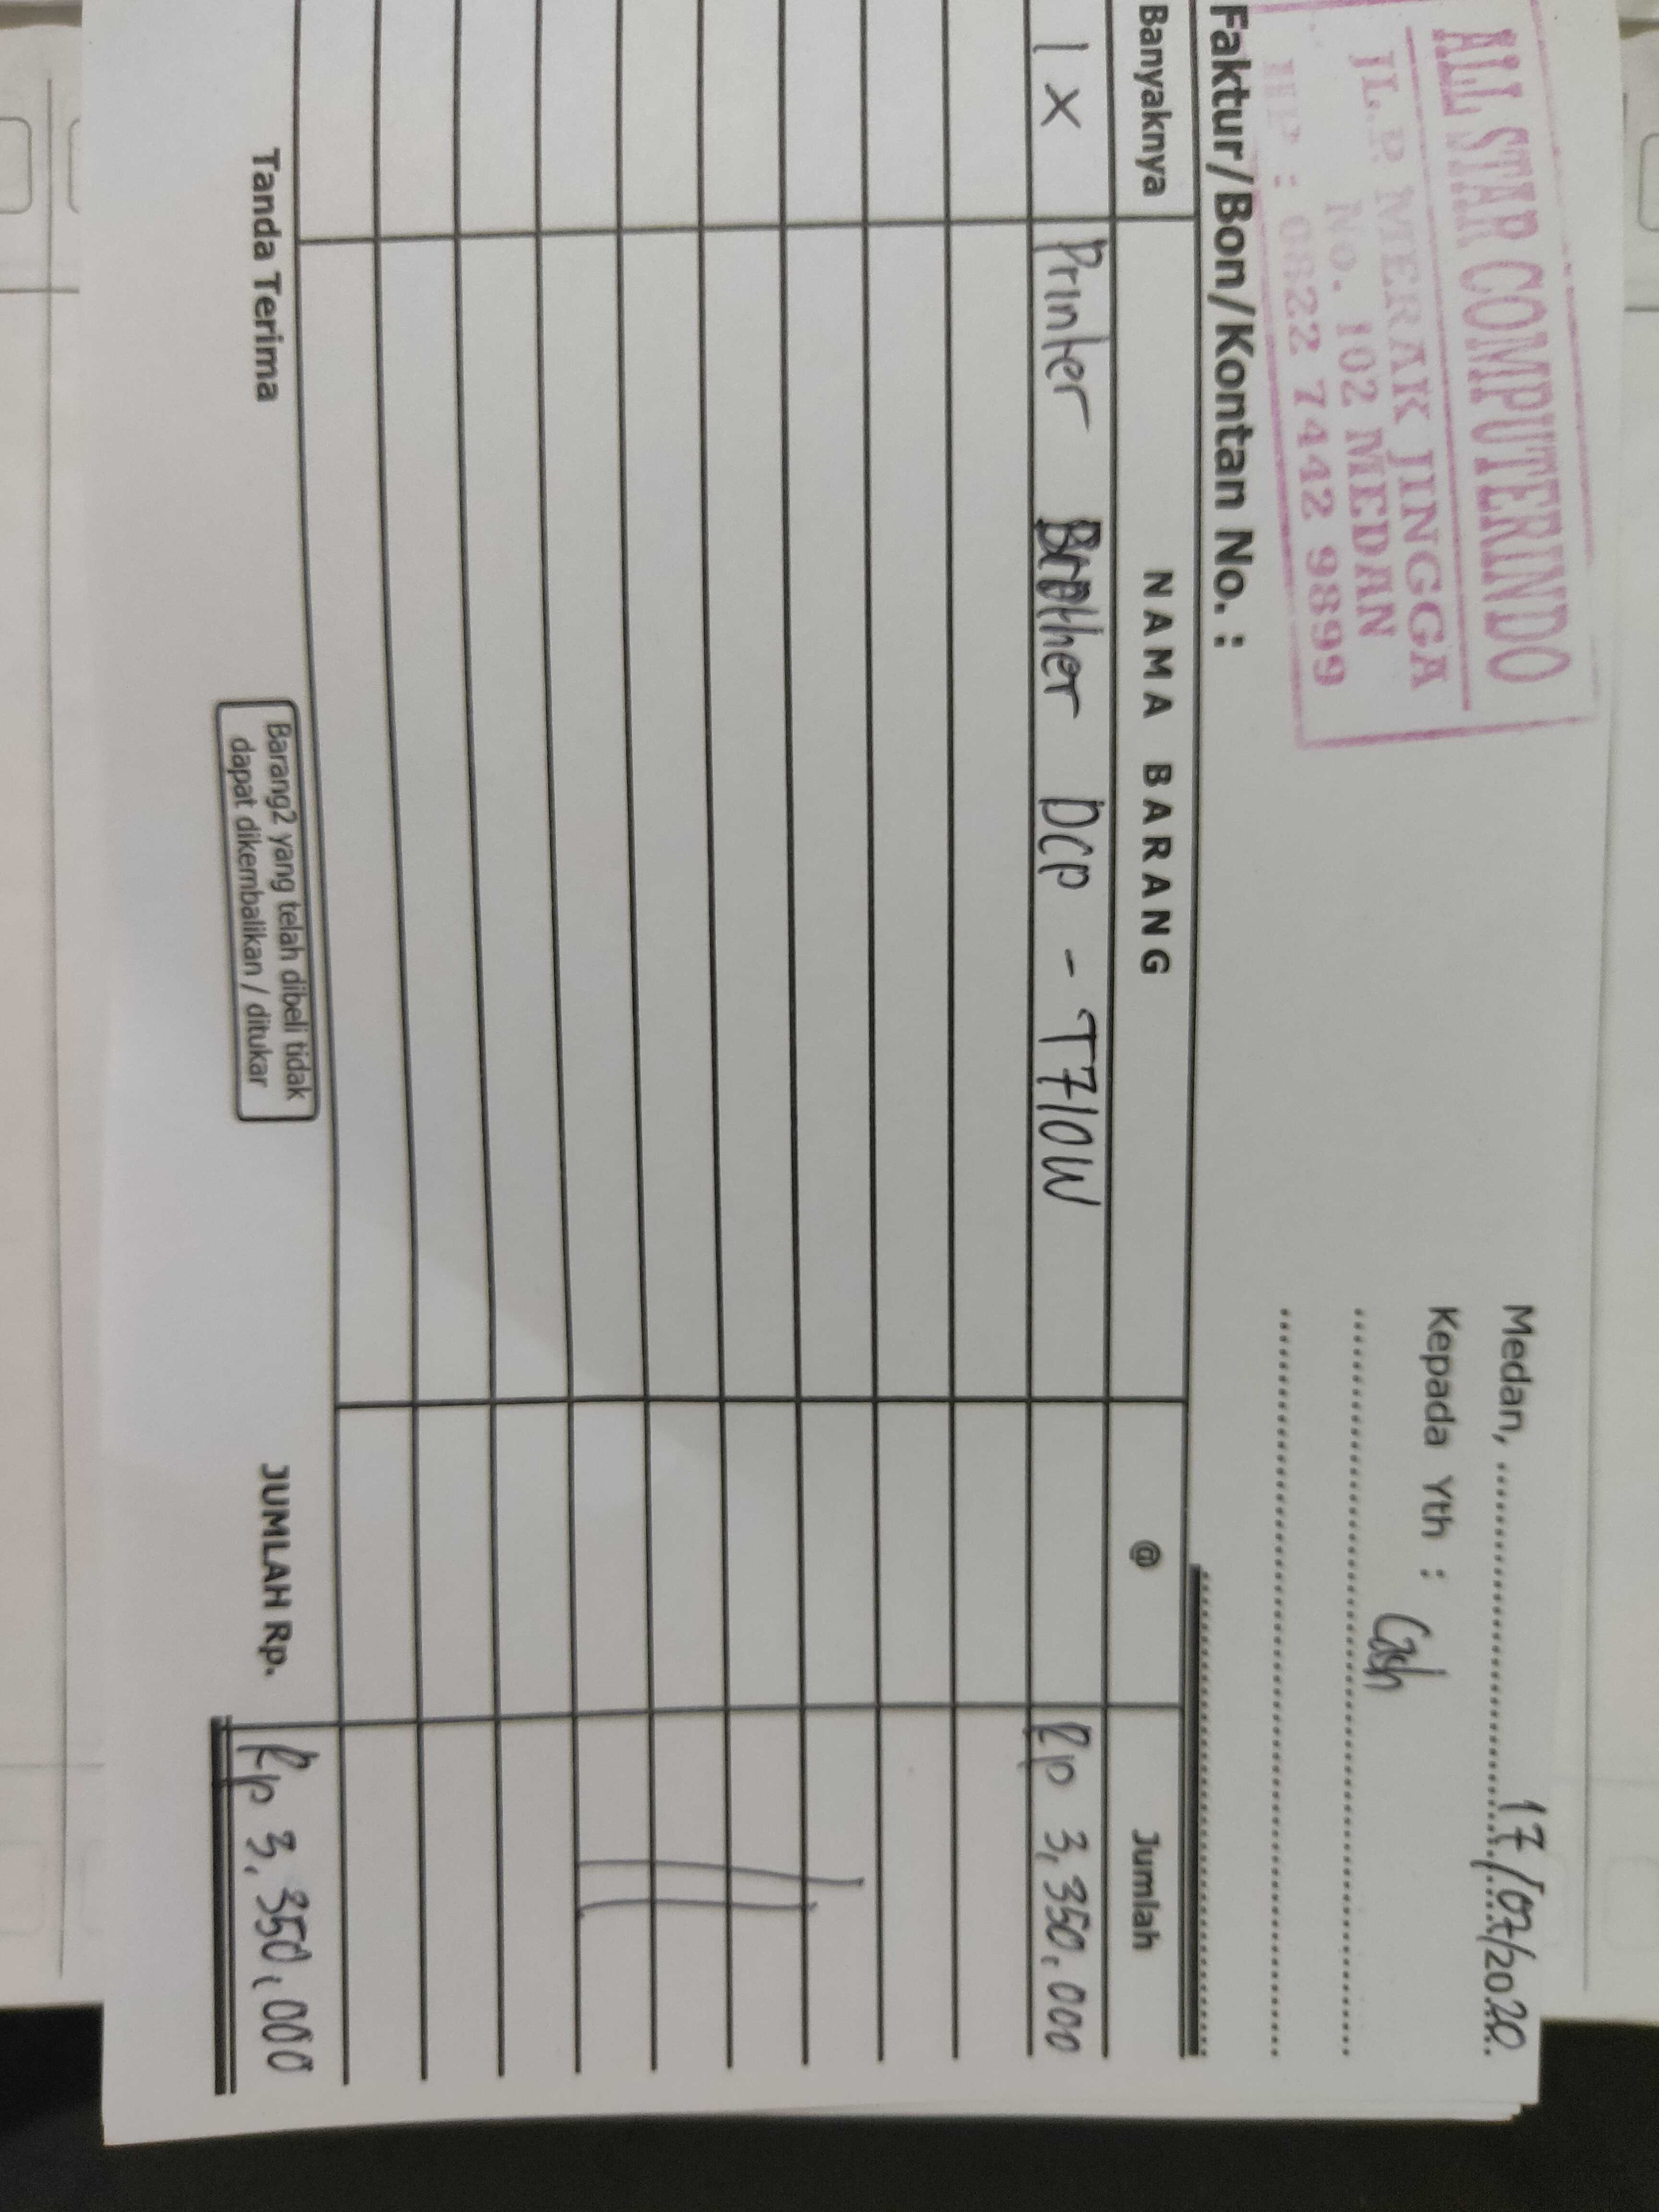 ALL STAR COMPUTERINDO
JL. P. MERAK JINGGA
No. 102 MEDAN
HP : 0822 7442 9899
Medan, 17/07/2020
Kepada Yth :
Cash
Faktur/Bon/Kontan No. :
Banyaknya NAMA BARANG @ Jumlah
1 X Printer Brother DCP - T710W Rp 3,350.000
Tanda Terima
Barang2 yang telah dibeli tidak
dapat dikembalikan / ditukar
JUMLAH Rp. Rp 3,350,000